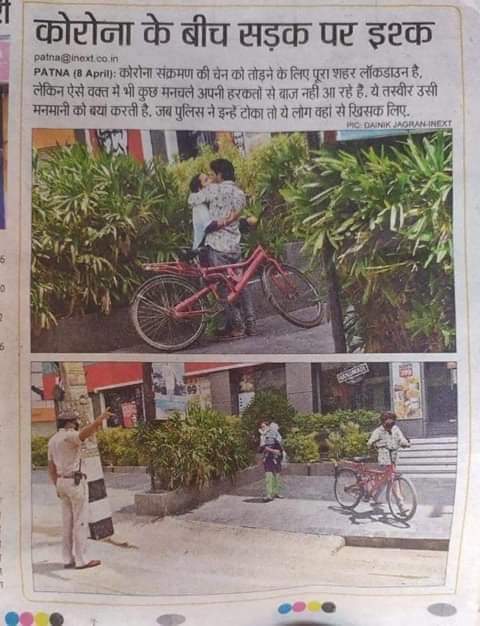 कोरोना के बीच सड़क पर इश्क
patna@inext.co.in
PATNA (8 April): कोरोना संक्रमण की चेन को तोड़ने के लिए पूरा शहर लॉकडाउन है,
लेकिन ऐसे वक्त में भी कुछ मनचले अपनी हरकतों से बाज नहीं आ रहे हैं. ये तस्वीर उसी
मनमानी को बयां करती है. जब पुलिस ने इन्हें टोका तो ये लोग वहां से खिसक लिए.
PIC: DAINIK JAGRAN-INEXT